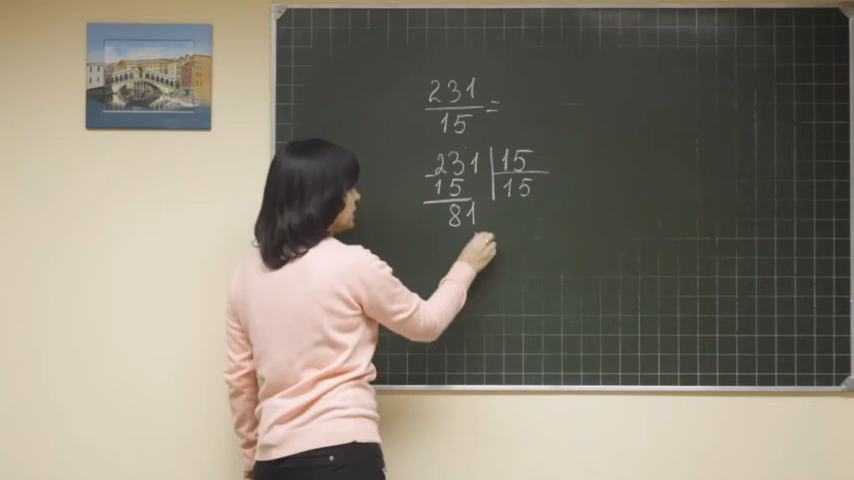 231
15 =
- 231 | 15
15 | 15
81